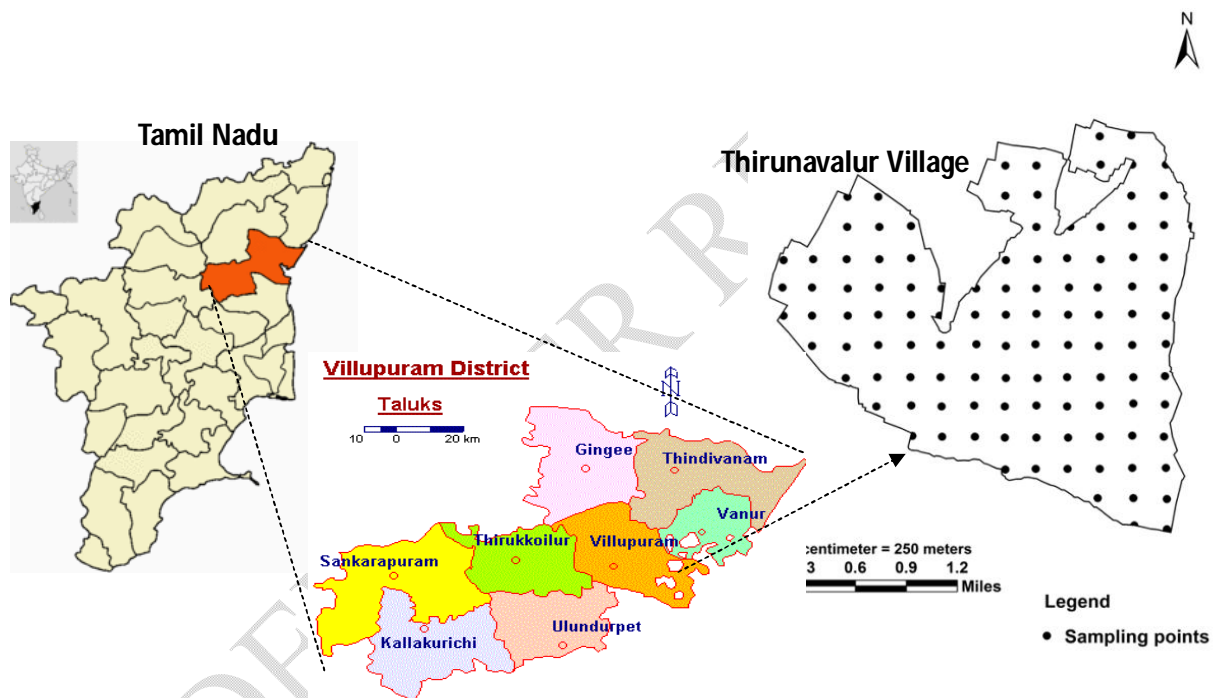 N
Tamil Nadu
Thirunavalur Village
Villupuram District
Taluks
10 0 20 km
N
Gingee
Thindivanam
Vanur
Thirukkoilur
Villupuram
Sankarapuram
Kallakurichi
Ulundurpet
centimeter = 250 meters
3 0.6 0.9 1.2
Miles
Legend
Sampling points